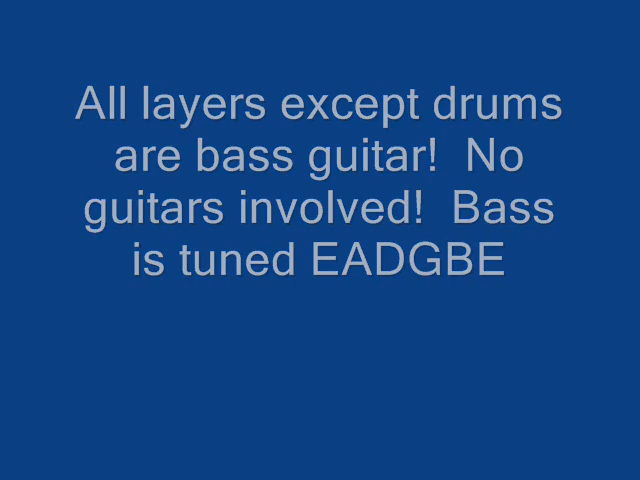 All layers except drums
are bass guitar!  No
guitars involved!  Bass
is tuned EADGBE